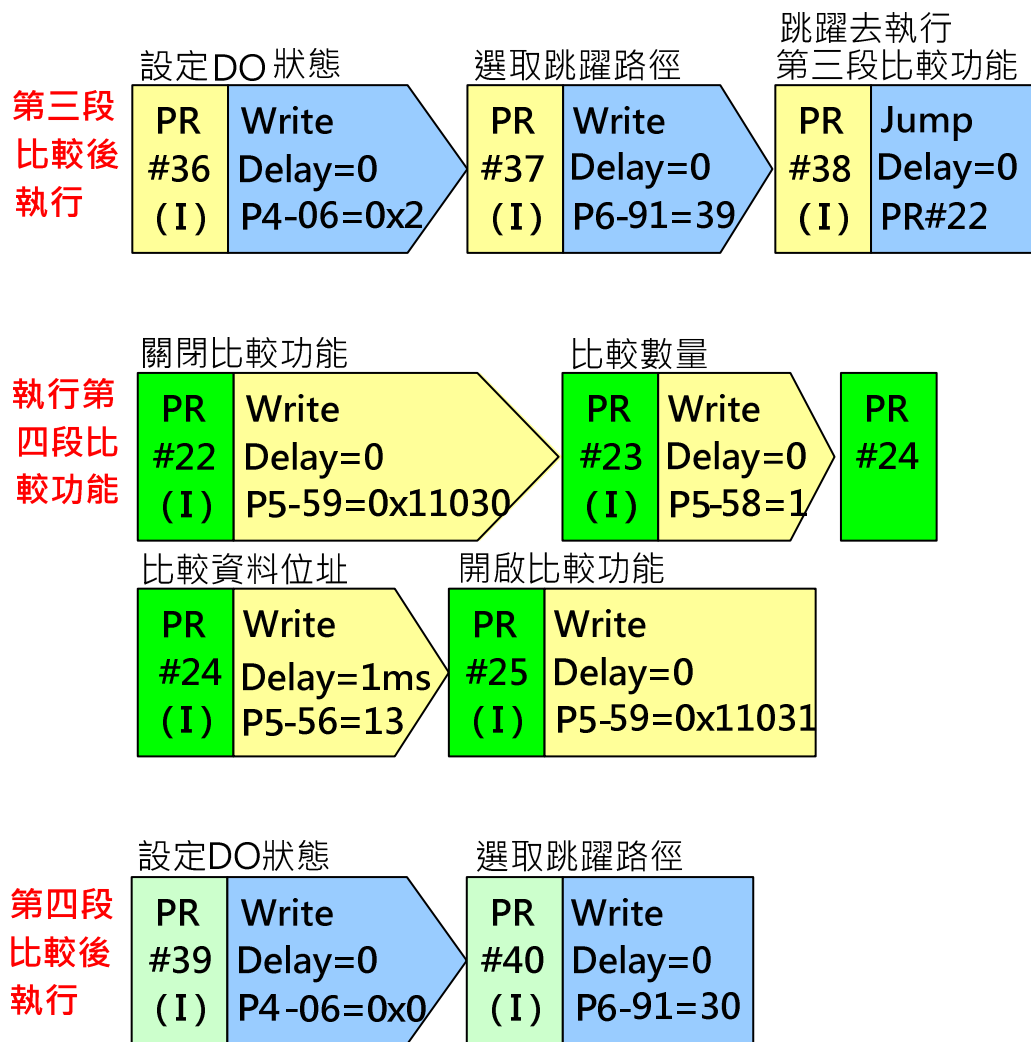 第三段
比較後
執行
設定DO狀態
PR
#36
(I)
Write
Delay=0
P4-06=0x2
選取跳躍路徑
PR
#37
(I)
Write
Delay=0
P6-91=39
跳躍去執行
第三段比較功能
PR
#38
(I)
Jump
Delay=0
PR#22
執行第
四段比
較功能
關閉比較功能
PR
#22
(I)
Write
Delay=0
P5-59=0x11030
比較數量
PR
#23
(I)
Write
Delay=0
P5-58=1
PR
#24
比較資料位址
PR
#24
(I)
Write
Delay=1ms
P5-56=13
開啟比較功能
PR
#25
(I)
Write
Delay=0
P5-59=0x11031
第四段
比較後
執行
設定DO狀態
PR
#39
(I)
Write
Delay=0
P4-06=0x0
選取跳躍路徑
PR
#40
(I)
Write
Delay=0
P6-91=30